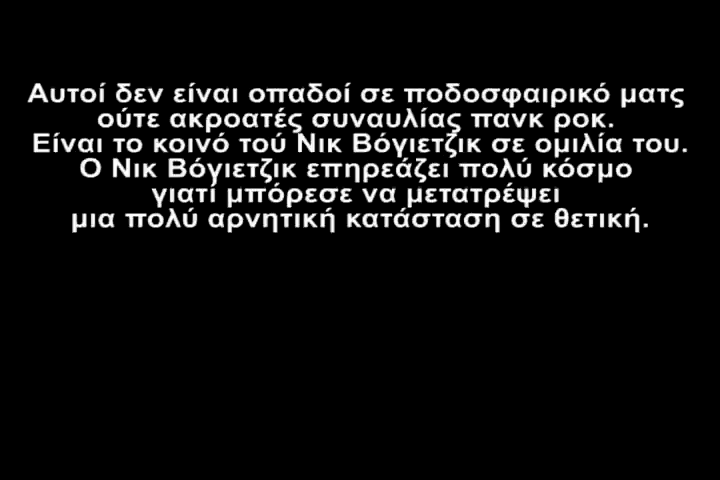 Αυτοί δεν είναι οπαδοί σε ποδοσφαιρικό ματς
ούτε ακροατές συναυλίας πανκ ροκ.
Είναι το κοινό τού Νικ Βόγιετζικ σε ομιλία του.
Ο Νικ Βόγιετζικ επηρεάζει πολύ κόσμο
γιατί μπόρεσε να μετατρέψει
μια πολύ αρνητική κατάσταση σε θετική.